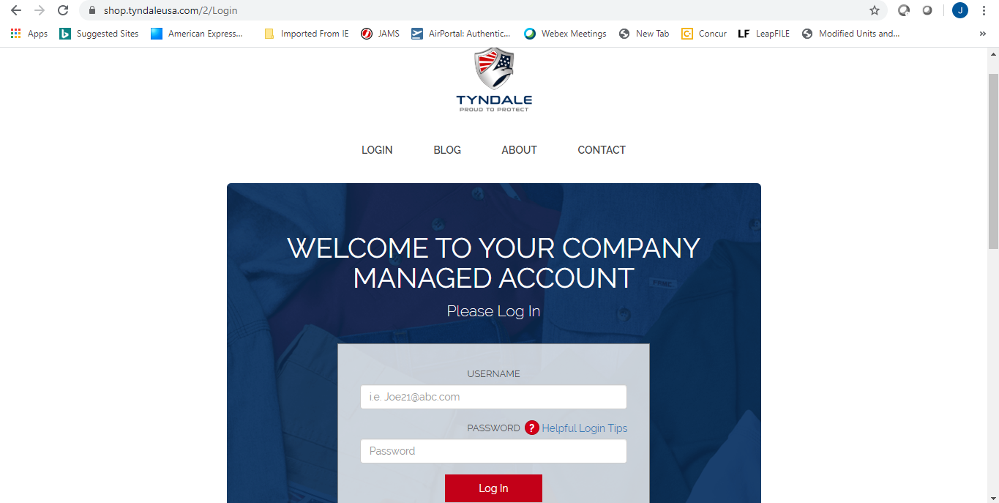 shop.tyndaleusa.com/2/Login
J
Apps Suggested Sites American Express... Imported From IE JAMS AirPortal: Authentic... Webex Meetings New Tab Concur LF LeapFILE Modified Units and... »
TYNDALE
PROUD TO PROTECT
LOGIN BLOG ABOUT CONTACT
WELCOME TO YOUR COMPANY
MANAGED ACCOUNT
Please Log In
USERNAME
i.e. Joe21@abc.com
PASSWORD ? Helpful Login Tips
Password
Log In